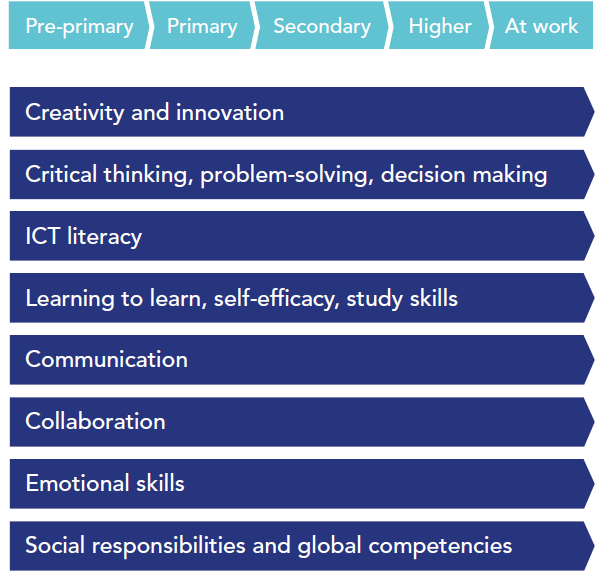 Pre-primary Primary Secondary Higher At work
Creativity and innovation
Critical thinking, problem-solving, decision making
ICT literacy
Learning to learn, self-efficacy, study skills
Communication
Collaboration
Emotional skills
Social responsibilities and global competencies